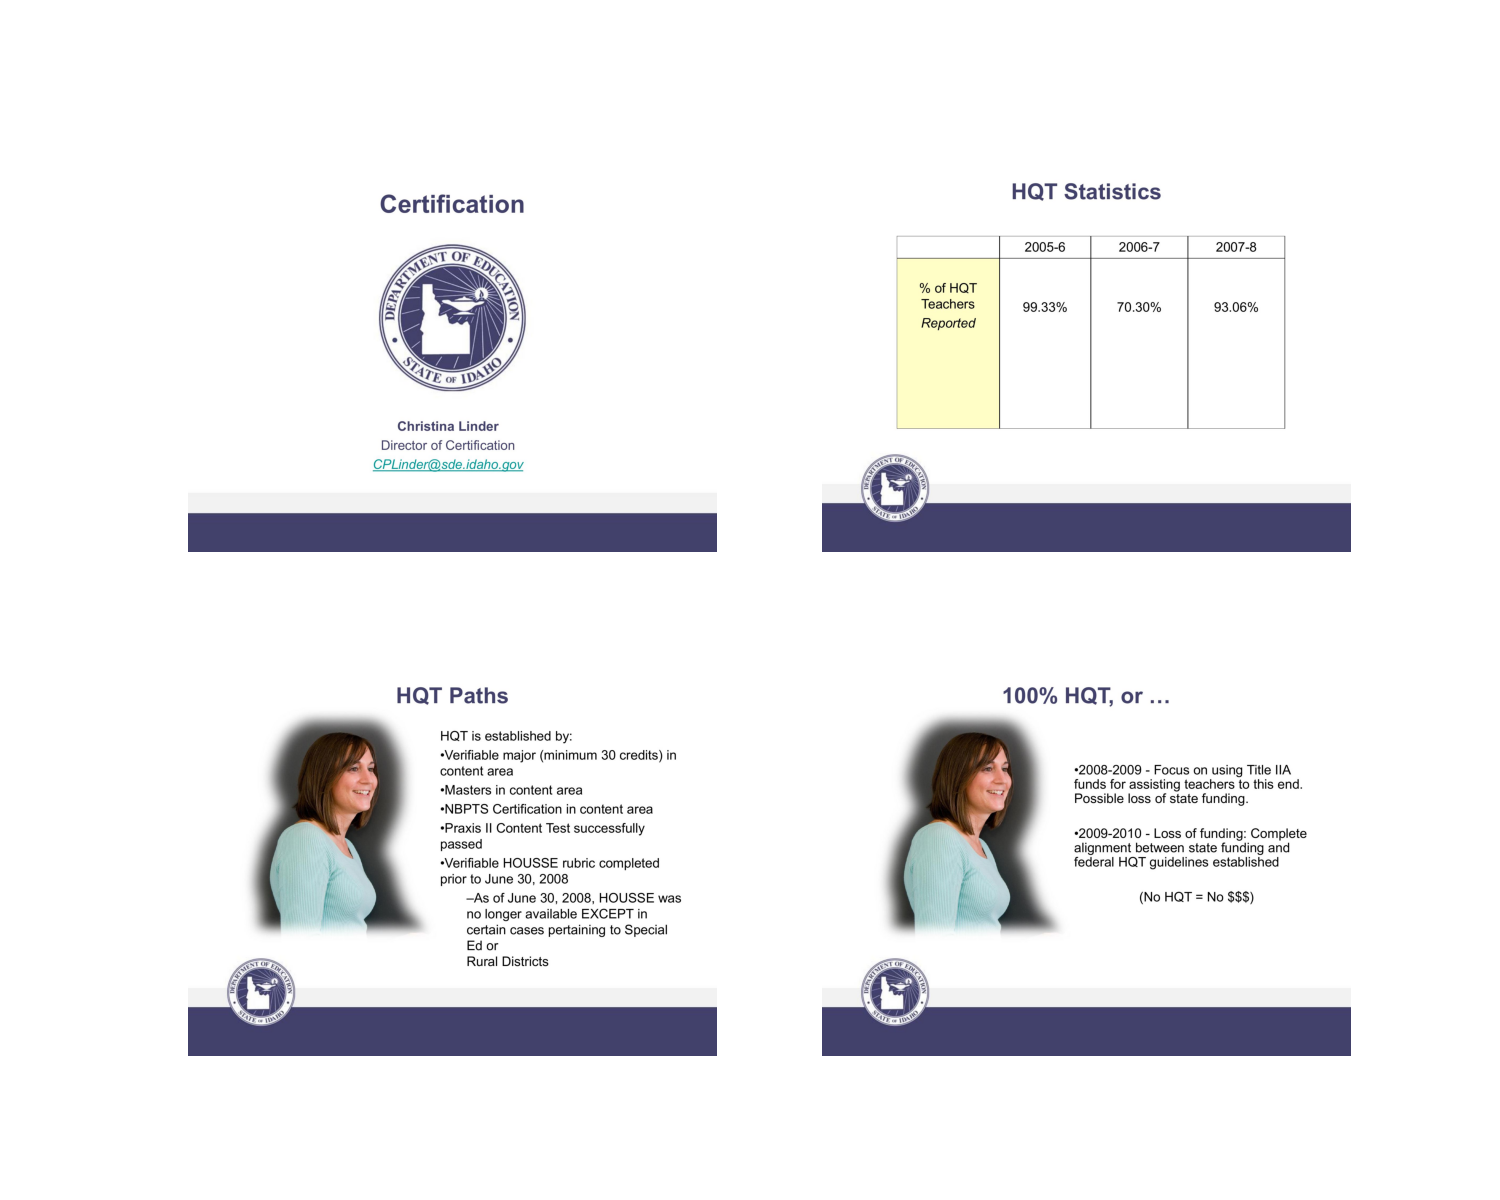 Certification
DEPARTMENT OF EDUCATION
STATE OF IDAHO
Christina Linder
Director of Certification
CPLinder@sde.idaho.gov
HQT Statistics
2005-6 2006-7 2007-8
% of HQT
Teachers
Reported
99.33% 70.30% 93.06%
DEPARTMENT OF EDUCATION
STATE OF IDAHO
HQT Paths
HQT is established by:
•Verifiable major (minimum 30 credits) in
content area
•Masters in content area
•NBPTS Certification in content area
•Praxis II Content Test successfully
passed
•Verifiable HOUSSE rubric completed
prior to June 30, 2008
–As of June 30, 2008, HOUSSE was
no longer available EXCEPT in
certain cases pertaining to Special
Ed or
Rural Districts
DEPARTMENT OF EDUCATION
STATE OF IDAHO
100% HQT, or …
•2008-2009 - Focus on using Title IIA
funds for assisting teachers to this end.
Possible loss of state funding.
•2009-2010 - Loss of funding: Complete
alignment between state funding and
federal HQT guidelines established
(No HQT = No $$$)
DEPARTMENT OF EDUCATION
STATE OF IDAHO